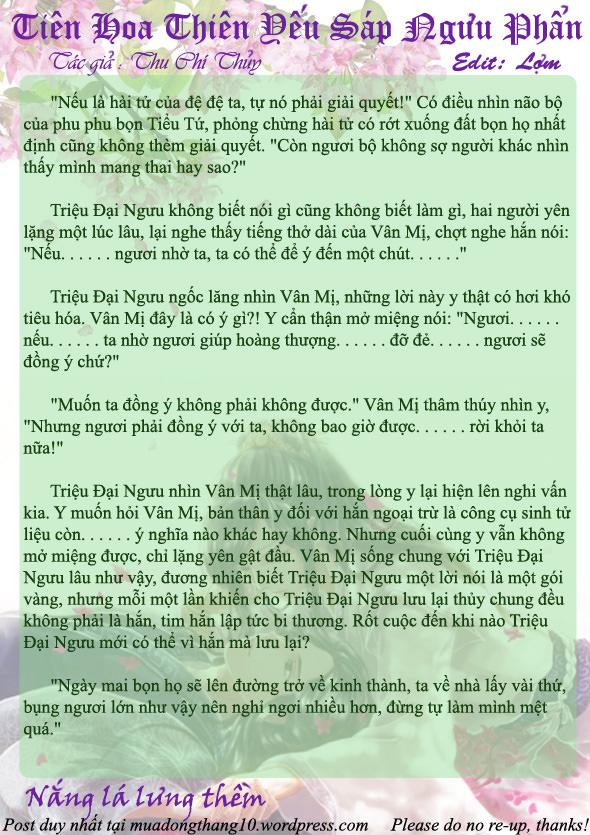 Tiên Hoa Thiên Yếu Sáp Ngưu Phẩn
Tác giả : Thu Chí Thủy Edit: Lợm
"Nếu là hài tử của đệ đệ ta, tự nó phải giải quyết!" Có điều nhìn não bộ
của phu phu bọn Tiểu Tứ, phỏng chừng hài tử có rớt xuống đất bọn họ nhất
định cũng không thèm giải quyết. "Còn ngươi bộ không sợ người khác nhìn
thấy mình mang thai hay sao?"
Triệu Đại Ngưu không biết nói gì cũng không biết làm gì, hai người yên
lặng một lúc lâu, lại nghe thấy tiếng thở dài của Vân Mị, chợt nghe hắn nói:
"Nếu. . . . . . ngươi nhờ ta, ta có thể để ý đến một chút. . . . . ."
Triệu Đại Ngưu ngốc lăng nhìn Vân Mị, những lời này y thật có hơi khó
tiêu hóa. Vân Mị đây là có ý gì?! Y cẩn thận mở miệng nói: "Ngươi. . . . . .
nếu. . . . . . ta nhờ ngươi giúp hoàng thượng. . . . . . đỡ đẻ. . . . . . ngươi sẽ
đồng ý chứ?"
"Muốn ta đồng ý không phải không được." Vân Mị thâm thúy nhìn y,
"Nhưng ngươi phải đồng ý với ta, không bao giờ được. . . . . . rời khỏi ta
nữa!"
Triệu Đại Ngưu nhìn Vân Mị thật lâu, trong lòng y lại hiện lên nghi vấn
kia. Y muốn hỏi Vân Mị, bản thân y đối với hắn ngoại trừ là công cụ sinh tử
liệu còn. . . . . . ý nghĩa nào khác hay không. Nhưng cuối cùng y vẫn không
mở miệng được, chỉ lặng yên gật đầu. Vân Mị sống chung với Triệu Đại
Ngưu lâu như vậy, đương nhiên biết Triệu Đại Ngưu một lời nói là một gói
vàng, nhưng mỗi một lần khiến cho Triệu Đại Ngưu lưu lại thủy chung đều
không phải là hắn, tim hắn lập tức bi thương. Rốt cuộc đến khi nào Triệu
Đại Ngưu mới có thể vì hắn mà lưu lại?
"Ngày mai bọn họ sẽ lên đường trở về kinh thành, ta về nhà lấy vài thứ,
bụng ngươi lớn như vậy nên nghỉ ngơi nhiều hơn, đừng tự làm mình mệt
quá."
Nắng lá lưng thềm
Post duy nhất tại muadongthang10.wordpress.com Please do no re-up, thanks!